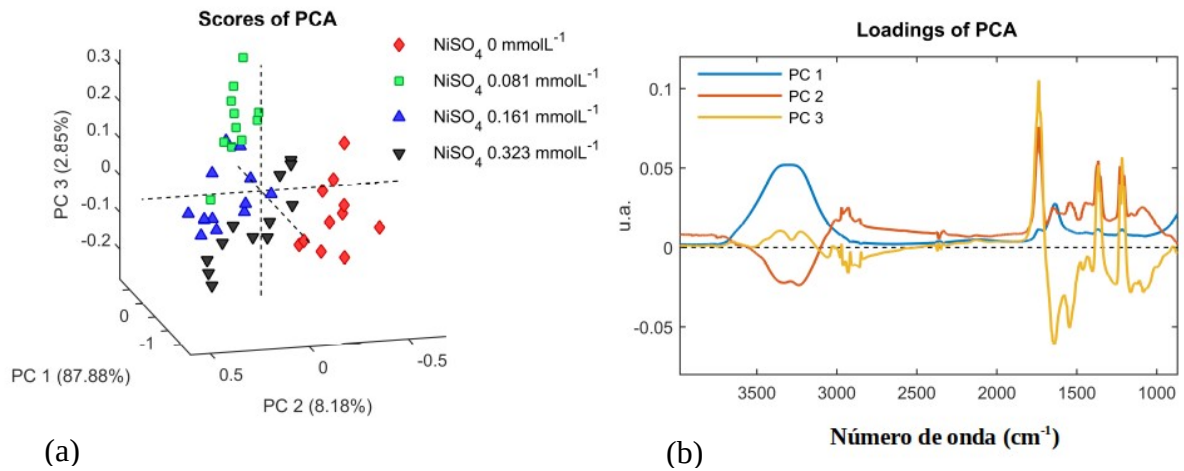 Scores of PCA
NiSO4 0 mmolL-1
NiSO4 0.081 mmolL-1
NiSO4 0.161 mmolL-1
NiSO4 0.323 mmolL-1
0.3
0.2
0.1
0
-0.1
-0.2
PC 3 (2.85%)
0
-1
PC 1 (87.88%)
0.5
0
-0.5
PC 2 (8.18%)
(a)
Loadings of PCA
PC 1
PC 2
PC 3
0.1
0.05
0
-0.05
u.a.
3500
3000
2500
2000
1500
1000
Número de onda (cm-1)
(b)